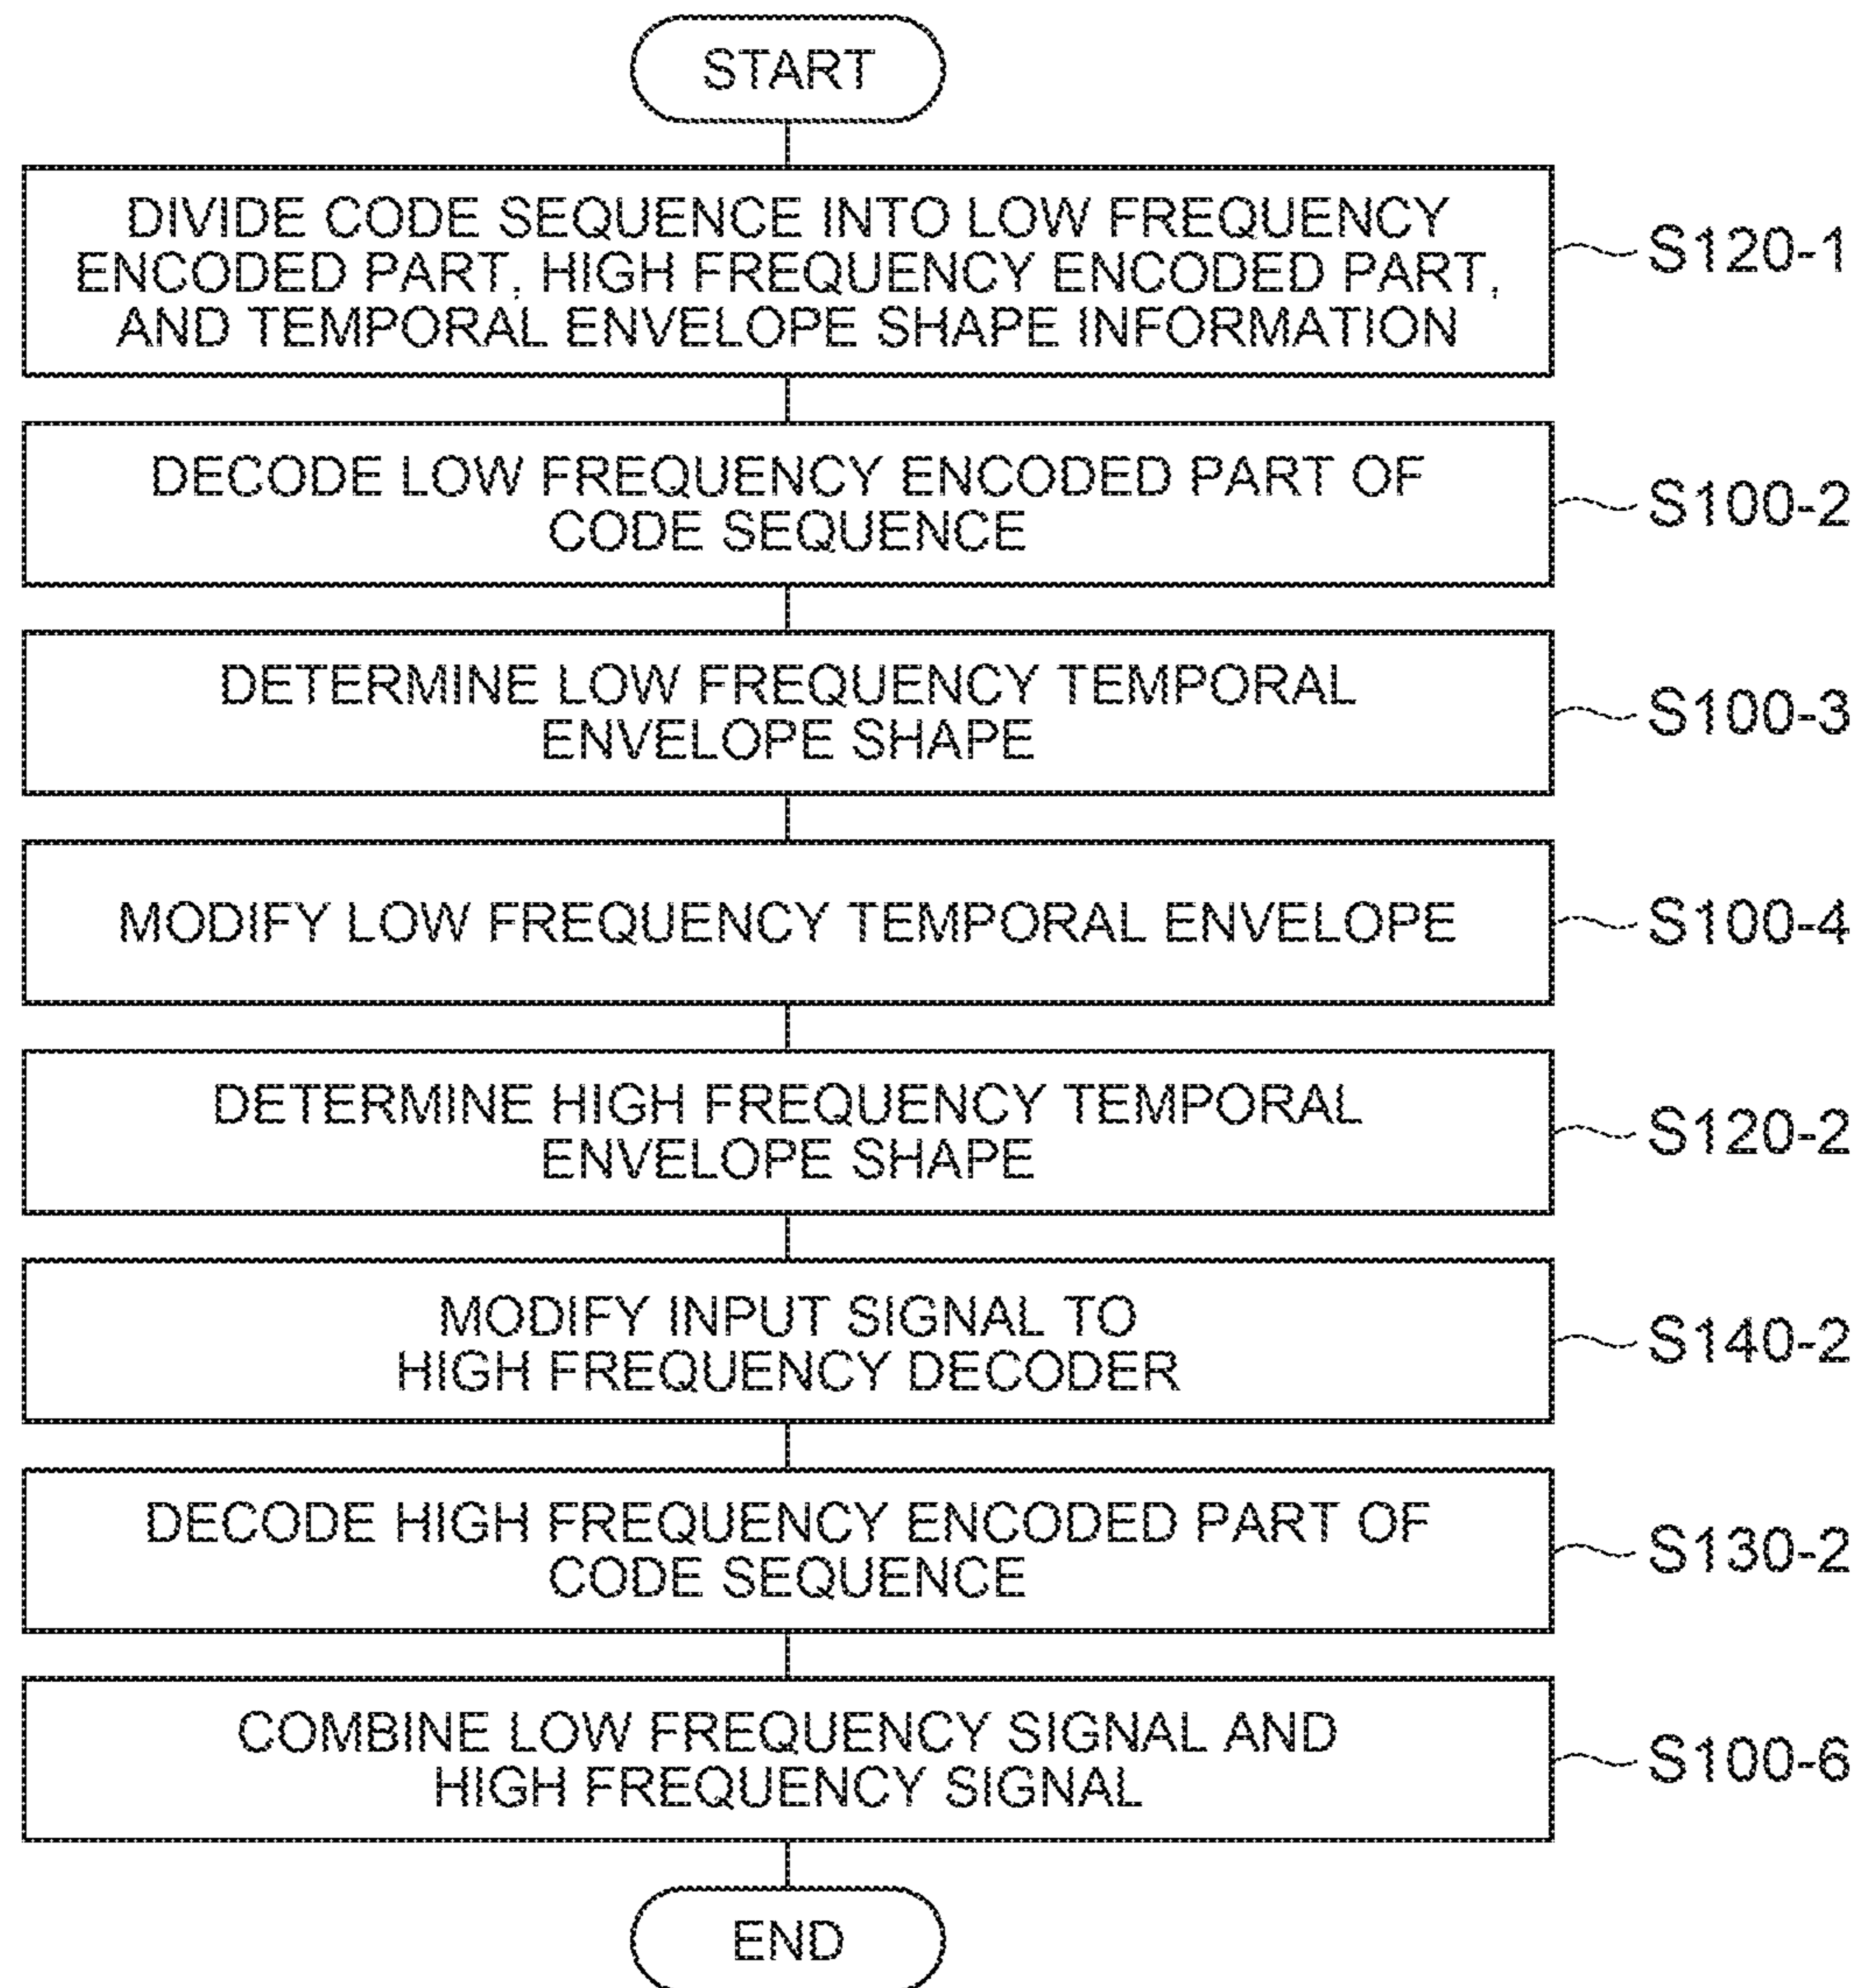 START
DIVIDE CODE SEQUENCE INTO LOW FREQUENCY
ENCODED PART, HIGH FREQUENCY ENCODED PART,
AND TEMPORAL ENVELOPE SHAPE INFORMATION
S120-1
DECODE LOW FREQUENCY ENCODED PART OF
CODE SEQUENCE
S100-2
DETERMINE LOW FREQUENCY TEMPORAL
ENVELOPE SHAPE
S100-3
MODIFY LOW FREQUENCY TEMPORAL ENVELOPE
S100-4
DETERMINE HIGH FREQUENCY TEMPORAL
ENVELOPE SHAPE
S120-2
MODIFY INPUT SIGNAL TO
HIGH FREQUENCY DECODER
S140-2
DECODE HIGH FREQUENCY ENCODED PART OF
CODE SEQUENCE
S130-2
COMBINE LOW FREQUENCY SIGNAL AND
HIGH FREQUENCY SIGNAL
S100-6
END